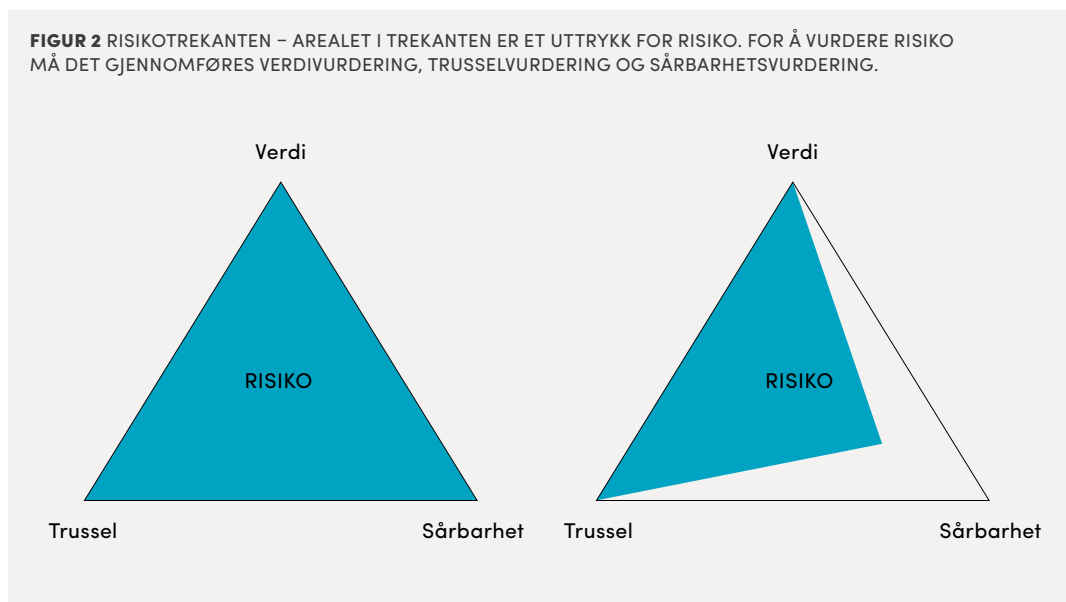 FIGUR 2 RISIKOTREKANTEN – AREALET I TREKANTEN ER ET UTTRYKK FOR RISIKO. FOR Å VURDERE RISIKO
MÅ DET GJENNOMFØRES VERDIVURDERING, TRUSSELVURDERING OG SÅRBARHETSVURDERING.
Verdi
RISIKO
Trussel
Sårbarhet
Verdi
RISIKO
Trussel
Sårbarhet